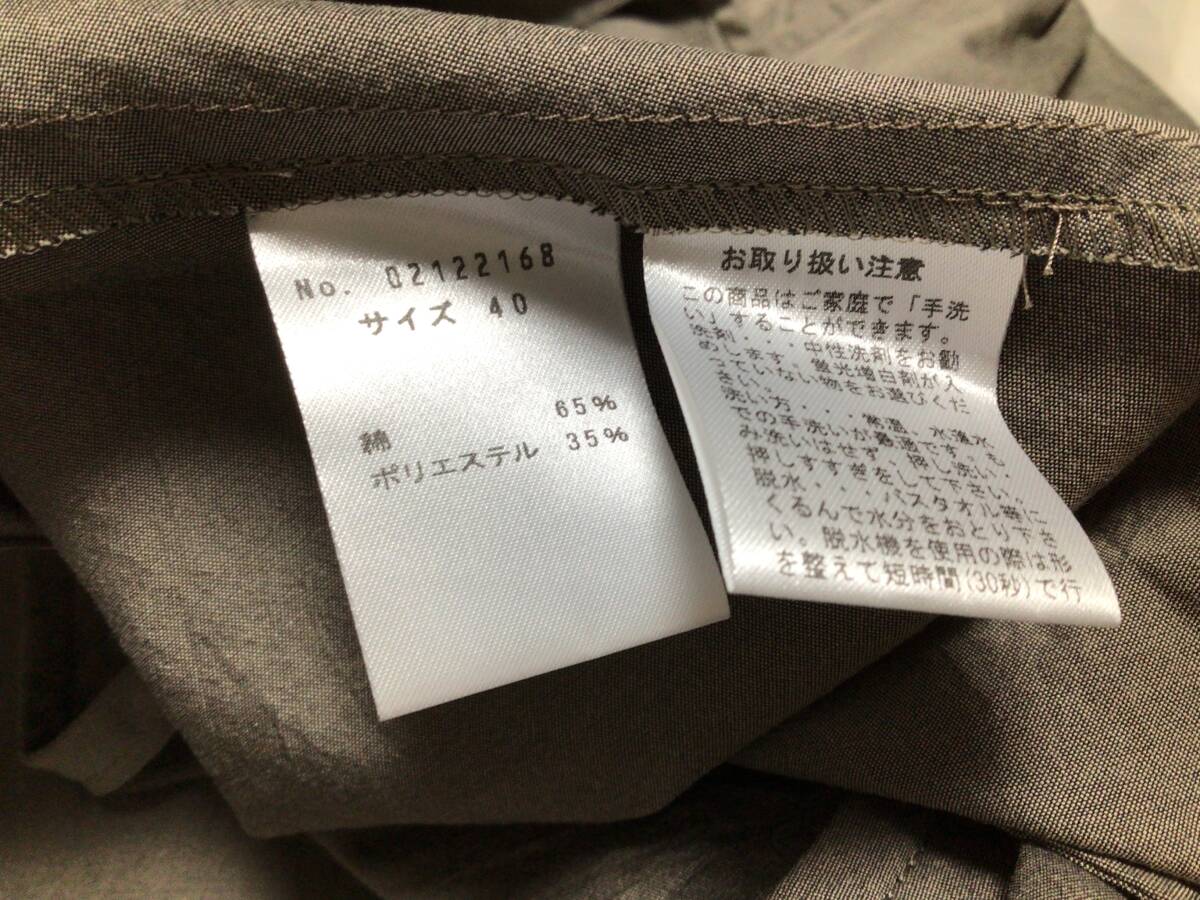 No. 02122168
サイズ 40
綿 65%
ポリエステル 35%
お取り扱い注意
この商品はご家庭で「手洗
い」することができます。
洗剤・・・中性洗剤をお勧
めします。蛍光増白剤が入
っていない物をお選びくだ
さい。
洗い方・・・常温、水道水
での手洗いが最適です。も
み洗いはせず、押し洗い・
押しすすぎをして下さい。
脱水・・・バスタオル等に
くるんで水分をおとり下さ
い。脱水機を使用の際は形
を整えて短時間(30秒)で行